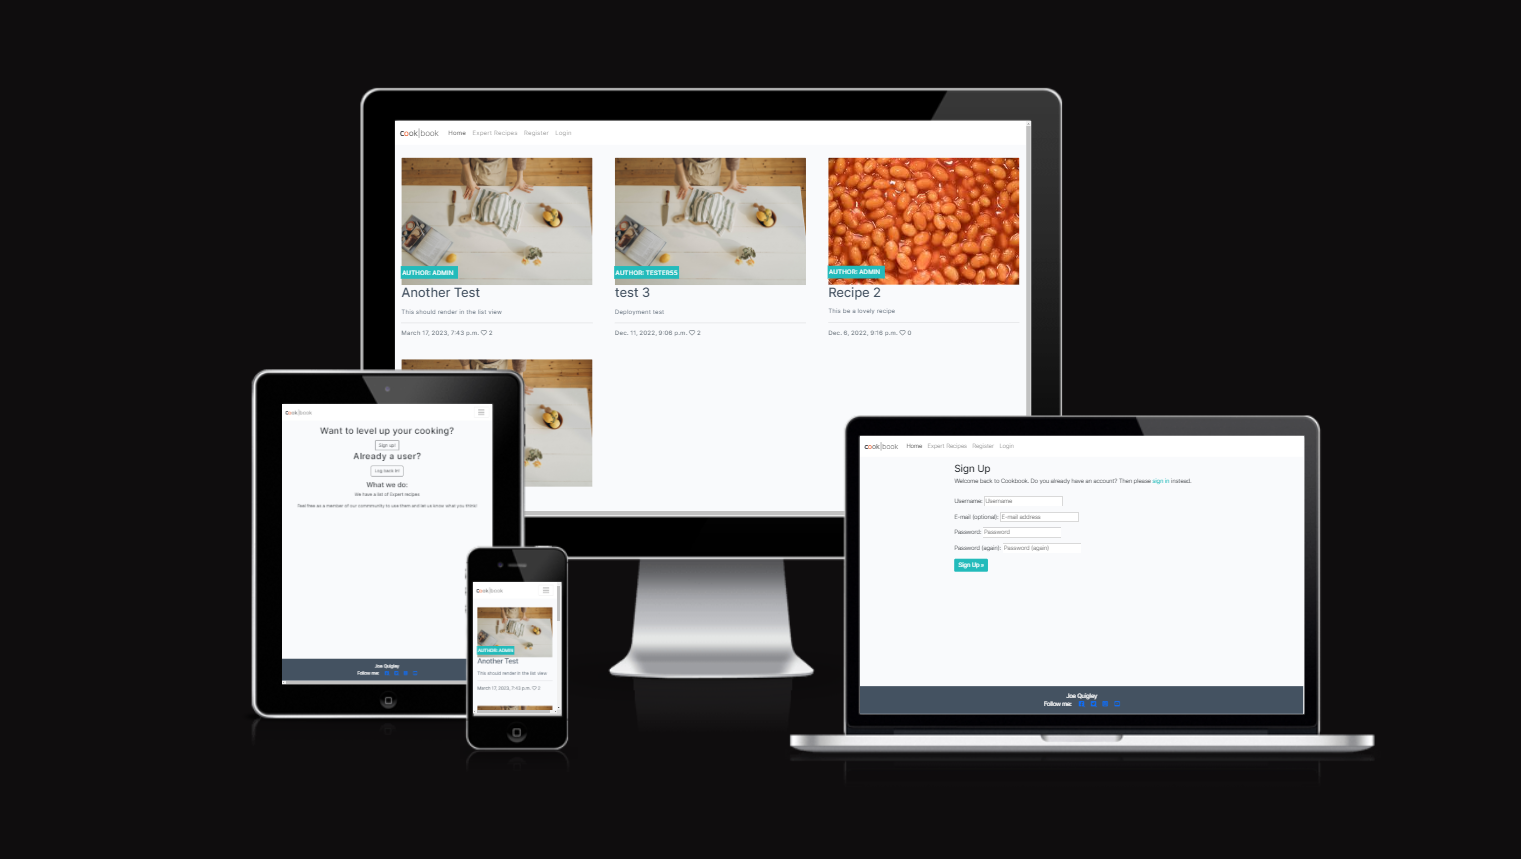 cook|book Home Expert Recipes Register Login
AUTHOR: ADMIN
Another Test
This should render in the list view
March 17, 2023, 7:43 p.m. 2
AUTHOR: TESTER55
test 3
Deployment test
Dec. 11, 2022, 9:06 p.m. 2
AUTHOR: ADMIN
Recipe 2
This be a lovely recipe
Dec. 6, 2022, 9:16 p.m. 0
cook|book
Want to level up your cooking?
Sign up!
Already a user?
Log back in!
What we do:
We have a list of Expert recipes
feel free as a member of our commmunity to use them and let us know what you think!
Joe Quigley
Follow me:
cook|book
AUTHOR: ADMIN
Another Test
This should render in the list view
March 17, 2023, 7:43 p.m. 2
cook|book Home Expert Recipes Register Login
Sign Up
Welcome back to Cookbook. Do you already have an account? Then please sign in instead.
Username: Username
E-mail (optional): E-mail address
Password: Password
Password (again): Password (again)
Sign Up »
Joe Quigley
Follow me: